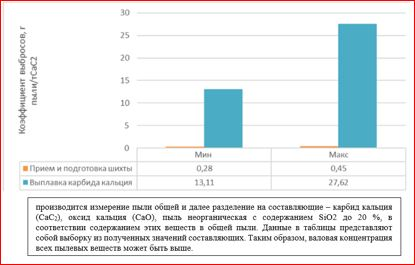 Коэффициент выбросов, г
пыли/тCaC2
30
25
20
15
10
5
0
Мин
Макс
Прием и подготовка шихты
0,28
0,45
Выплавка карбида кальция
13,11
27,62
производится измерение пыли общей и далее разделение на составляющие – карбид кальция
(CaC₂), оксид кальция (CaO), пыль неорганическая с содержанием SiO2 до 20 %, в
соответствии содержанием этих веществ в общей пыли. Данные в таблицы представляют
собой выборку из полученных значений составляющих. Таким образом, валовая концентрация
всех пылевых веществ может быть выше.